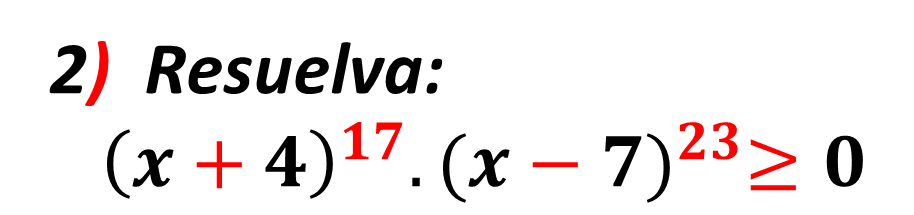 2) Resuelva:
(x + 4)¹⁷ . (x − 7)²³ ≥ 0